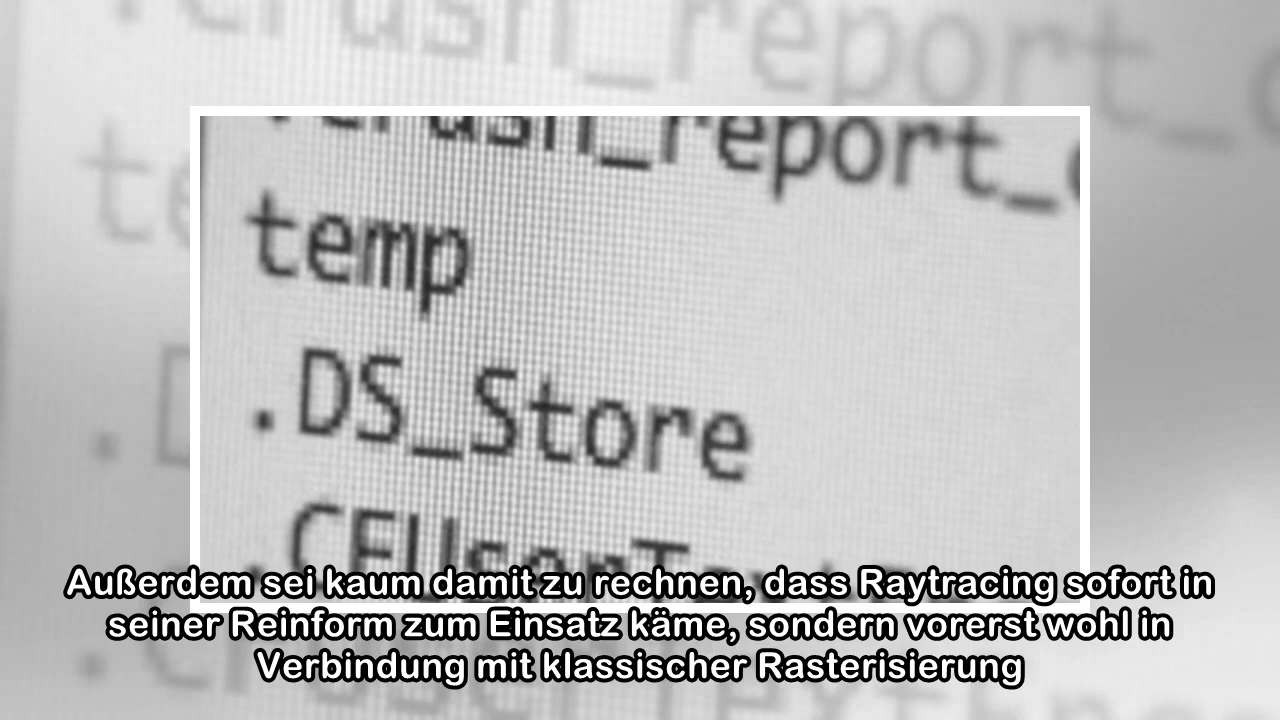 temp
.DS_Store
Außerdem sei kaum damit zu rechnen, dass Raytracing sofort in
seiner Reinform zum Einsatz käme, sondern vorerst wohl in
Verbindung mit klassischer Rasterisierung